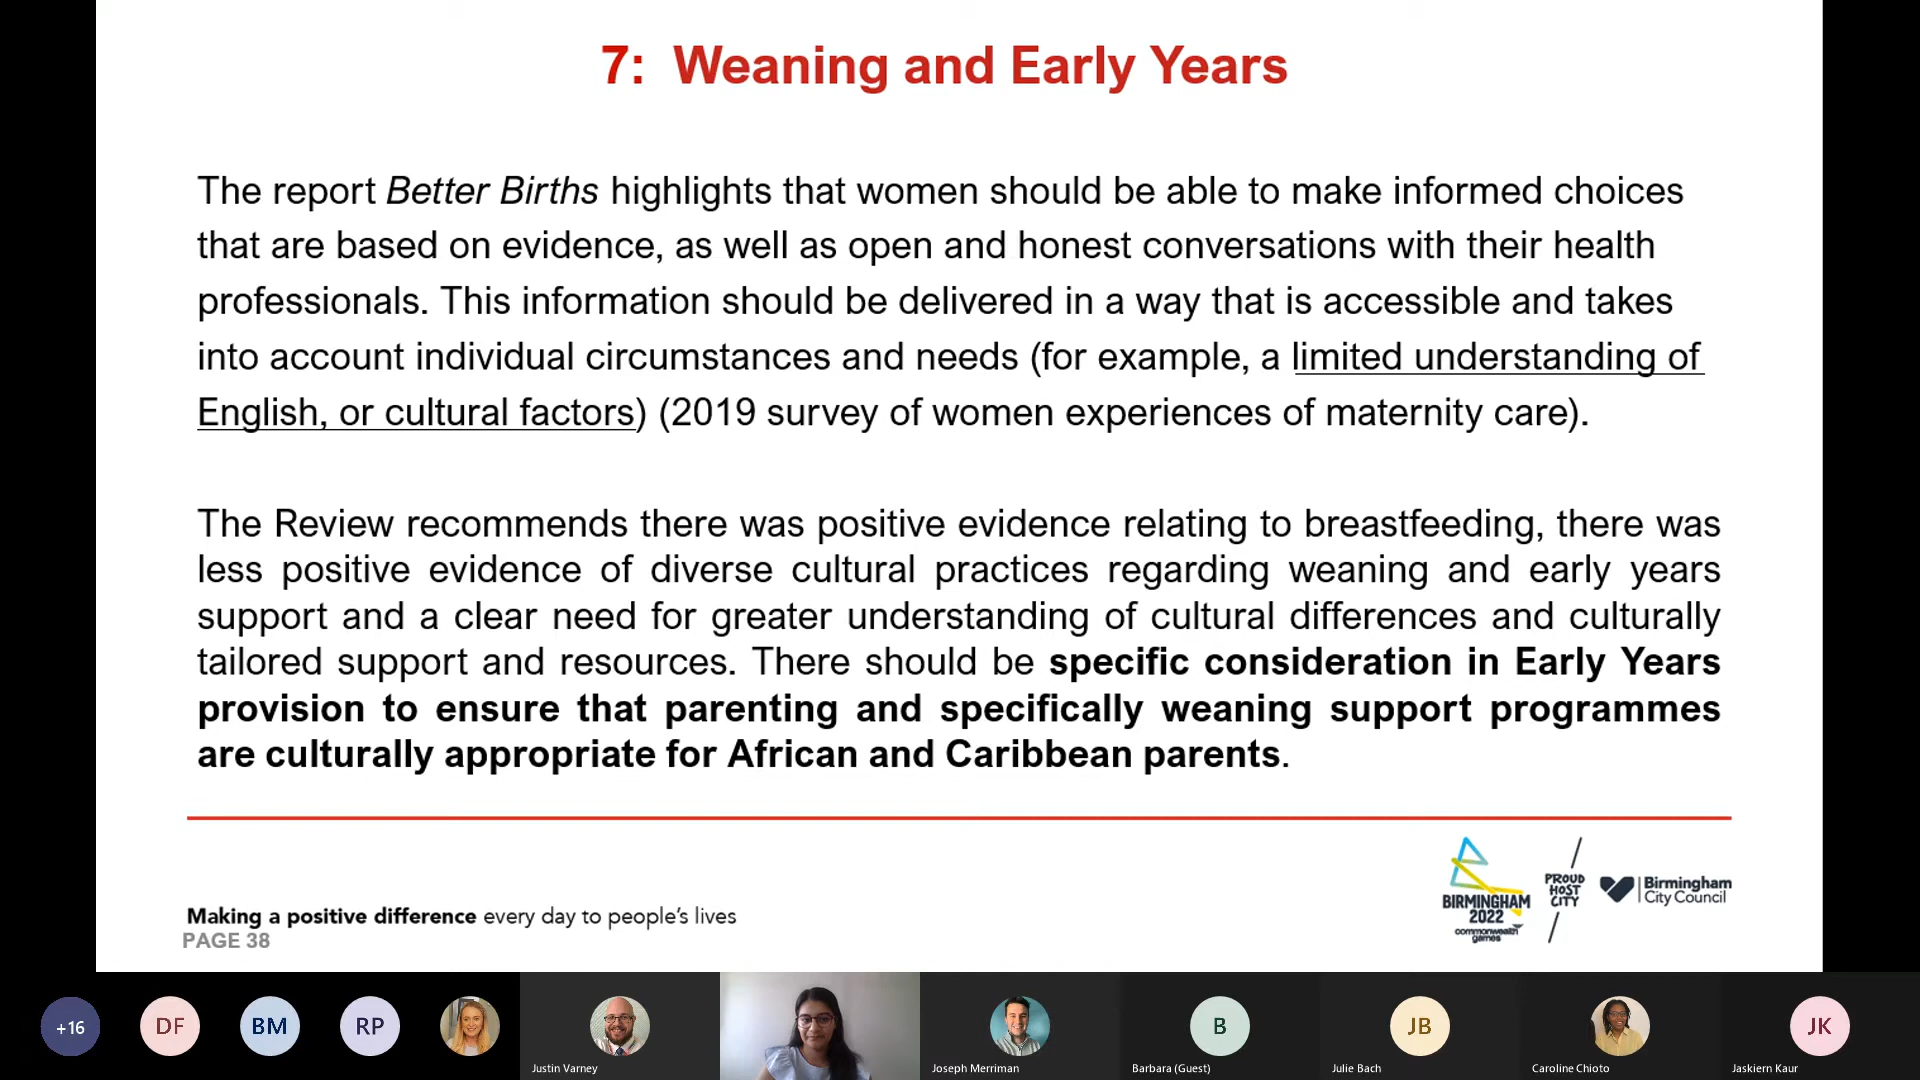 7: Weaning and Early Years
The report Better Births highlights that women should be able to make informed choices
that are based on evidence, as well as open and honest conversations with their health
professionals. This information should be delivered in a way that is accessible and takes
into account individual circumstances and needs (for example, a limited understanding of
English, or cultural factors) (2019 survey of women experiences of maternity care).
The Review recommends there was positive evidence relating to breastfeeding, there was
less positive evidence of diverse cultural practices regarding weaning and early years
support and a clear need for greater understanding of cultural differences and culturally
tailored support and resources. There should be specific consideration in Early Years
provision to ensure that parenting and specifically weaning support programmes
are culturally appropriate for African and Caribbean parents.
Making a positive difference every day to people's lives
PAGE 38
BIRMINGHAM
2022
commonwealth
games
PROUD
HOST
CITY
Birmingham
City Council
+16
DF
BM
RP
Justin Varney
Joseph Merriman
B
Barbara (Guest)
JB
Julie Bach
Caroline Chioto
JK
Jaskiern Kaur